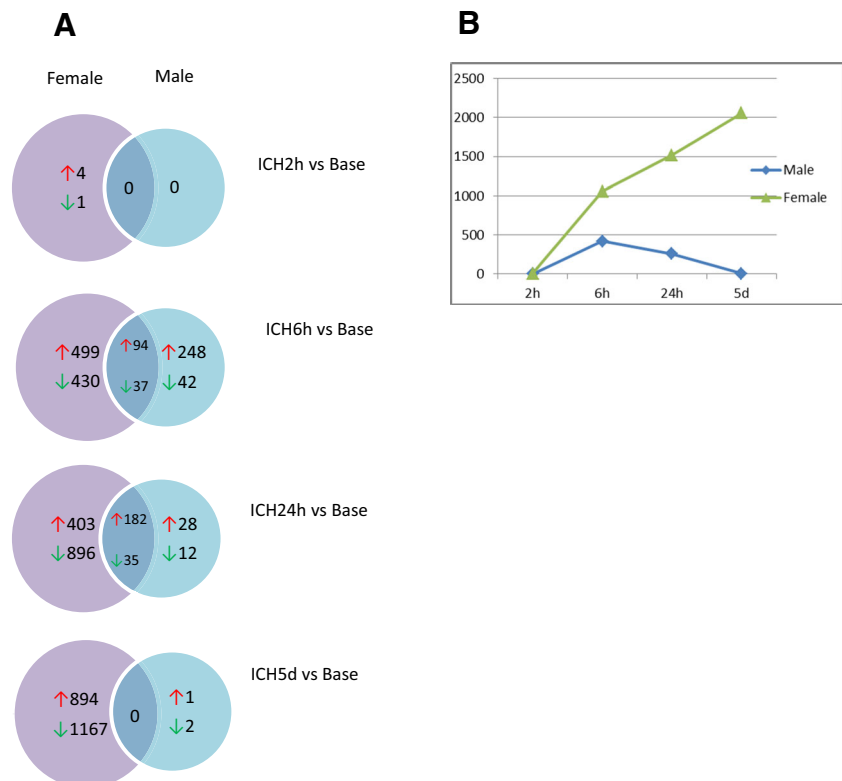 A
Female Male
↑4
↓1
0
0
ICH2h vs Base
↑499
↓430
↑94
↓37
↑248
↓42
ICH6h vs Base
↑403
↓896
↑182
↓35
↑28
↓12
ICH24h vs Base
↑894
↓1167
0
↑1
↓2
ICH5d vs Base
B
2500
2000
1500
1000
500
0
2h 6h 24h 5d
Male
Female